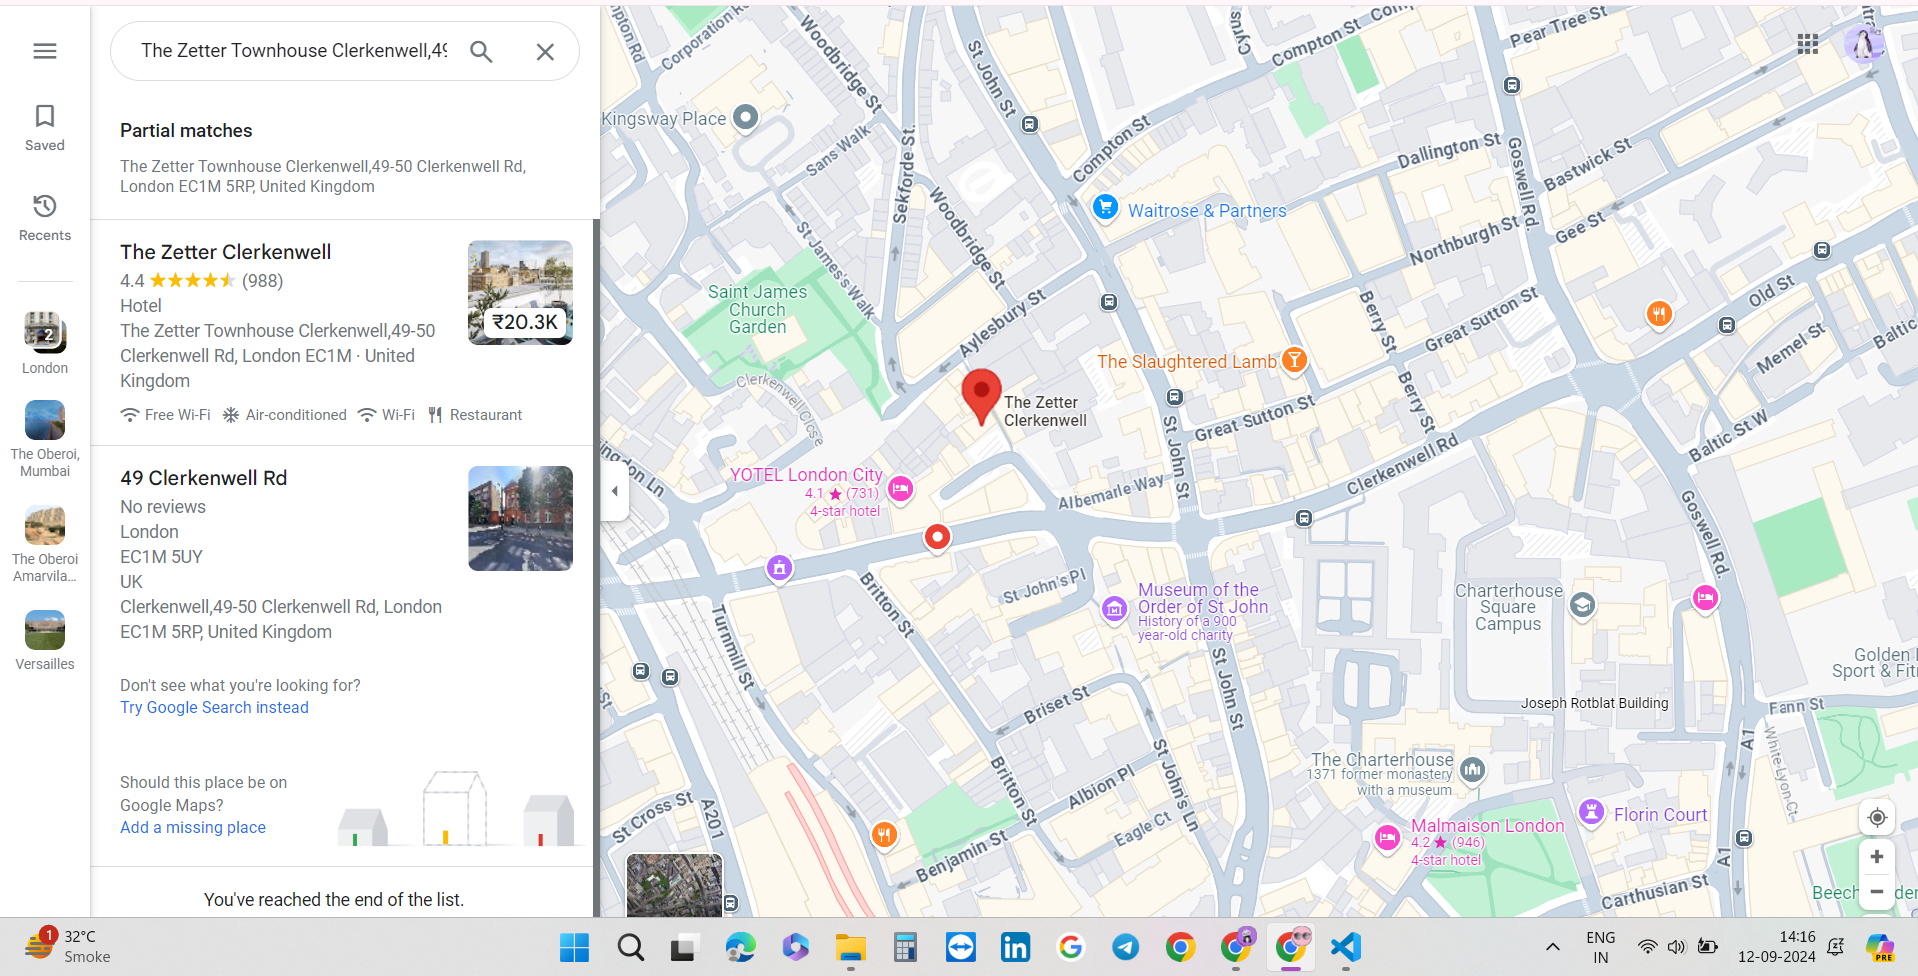 The Zetter Townhouse Clerkenwell,49
Saved
Recents
2
London
The Oberoi,
Mumbai
The Oberoi
Amarvila...
Versailles
Partial matches
The Zetter Townhouse Clerkenwell,49-50 Clerkenwell Rd,
London EC1M 5RP, United Kingdom
The Zetter Clerkenwell
4.4 ★★★★★ (988)
Hotel
The Zetter Townhouse Clerkenwell,49-50
Clerkenwell Rd, London EC1M · United
Kingdom
₹20.3K
Free Wi-Fi Air-conditioned Wi-Fi Restaurant
49 Clerkenwell Rd
No reviews
London
EC1M 5UY
UK
Clerkenwell,49-50 Clerkenwell Rd, London
EC1M 5RP, United Kingdom
Don't see what you're looking for?
Try Google Search instead
Should this place be on
Google Maps?
Add a missing place
You've reached the end of the list.
Corporation R
Woodbridge St
St John St
Cyrus
Compton St
Com
Pear Tree St
Kingsway Place
Sans Walk
Sekforde St.
Compton St
Dallington St
Goswell Rd
Bastwick St
Woodbridge St
Waitrose & Partners
Northburgh St
Gee St
St James's Walk
Saint James
Church
Garden
Aylesbury St
Old St
Berry St
Great Sutton St
Memel St
Baltic
The Slaughtered Lamb
Clerkenwell Close
The Zetter
Clerkenwell
Berry St
Great Sutton St
Baltic St W
St John St
Clerkenwell Rd
YOTEL London City
4.1 ★ (731)
4-star hotel
Albemarle Way
Goswell Rd.
St John's Pl
Britton St
Museum of the
Order of St John
History of a 900
year-old charity
Charterhouse
Square
Campus
Turnmill St
St John St
Golden
Sport & Fit
Briset St
Joseph Rotblat Building
Fann St
A1
White Lyon Ct
St John's Ln
The Charterhouse
1371 former monastery
with a museum
Britton St
Albion Pl
St Cross St
A201
Eagle Ct
Malmaison London
4.2 ★ (946)
4-star hotel
Florin Court
Benjamin St
A1
Carthusian St
Beech
der
1
32°C
Smoke
ENG
IN
14:16
12-09-2024
PRE